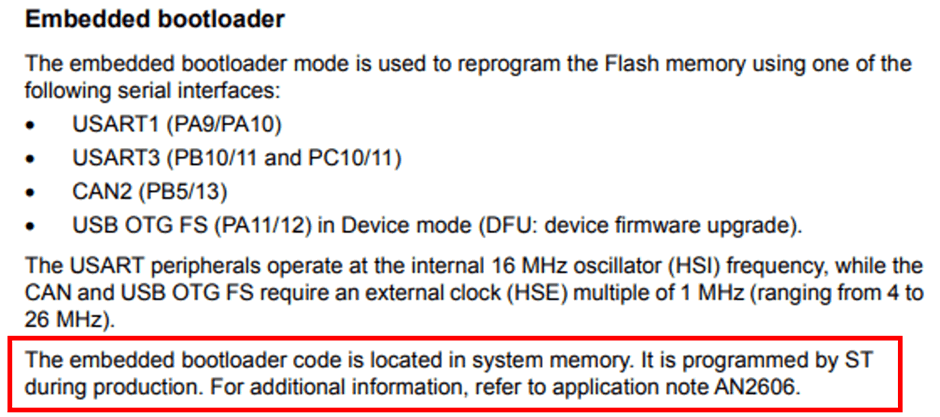 Embedded bootloader
The embedded bootloader mode is used to reprogram the Flash memory using one of the
following serial interfaces:
• USART1 (PA9/PA10)
• USART3 (PB10/11 and PC10/11)
• CAN2 (PB5/13)
• USB OTG FS (PA11/12) in Device mode (DFU: device firmware upgrade).
The USART peripherals operate at the internal 16 MHz oscillator (HSI) frequency, while the
CAN and USB OTG FS require an external clock (HSE) multiple of 1 MHz (ranging from 4 to
26 MHz).
The embedded bootloader code is located in system memory. It is programmed by ST
during production. For additional information, refer to application note AN2606.